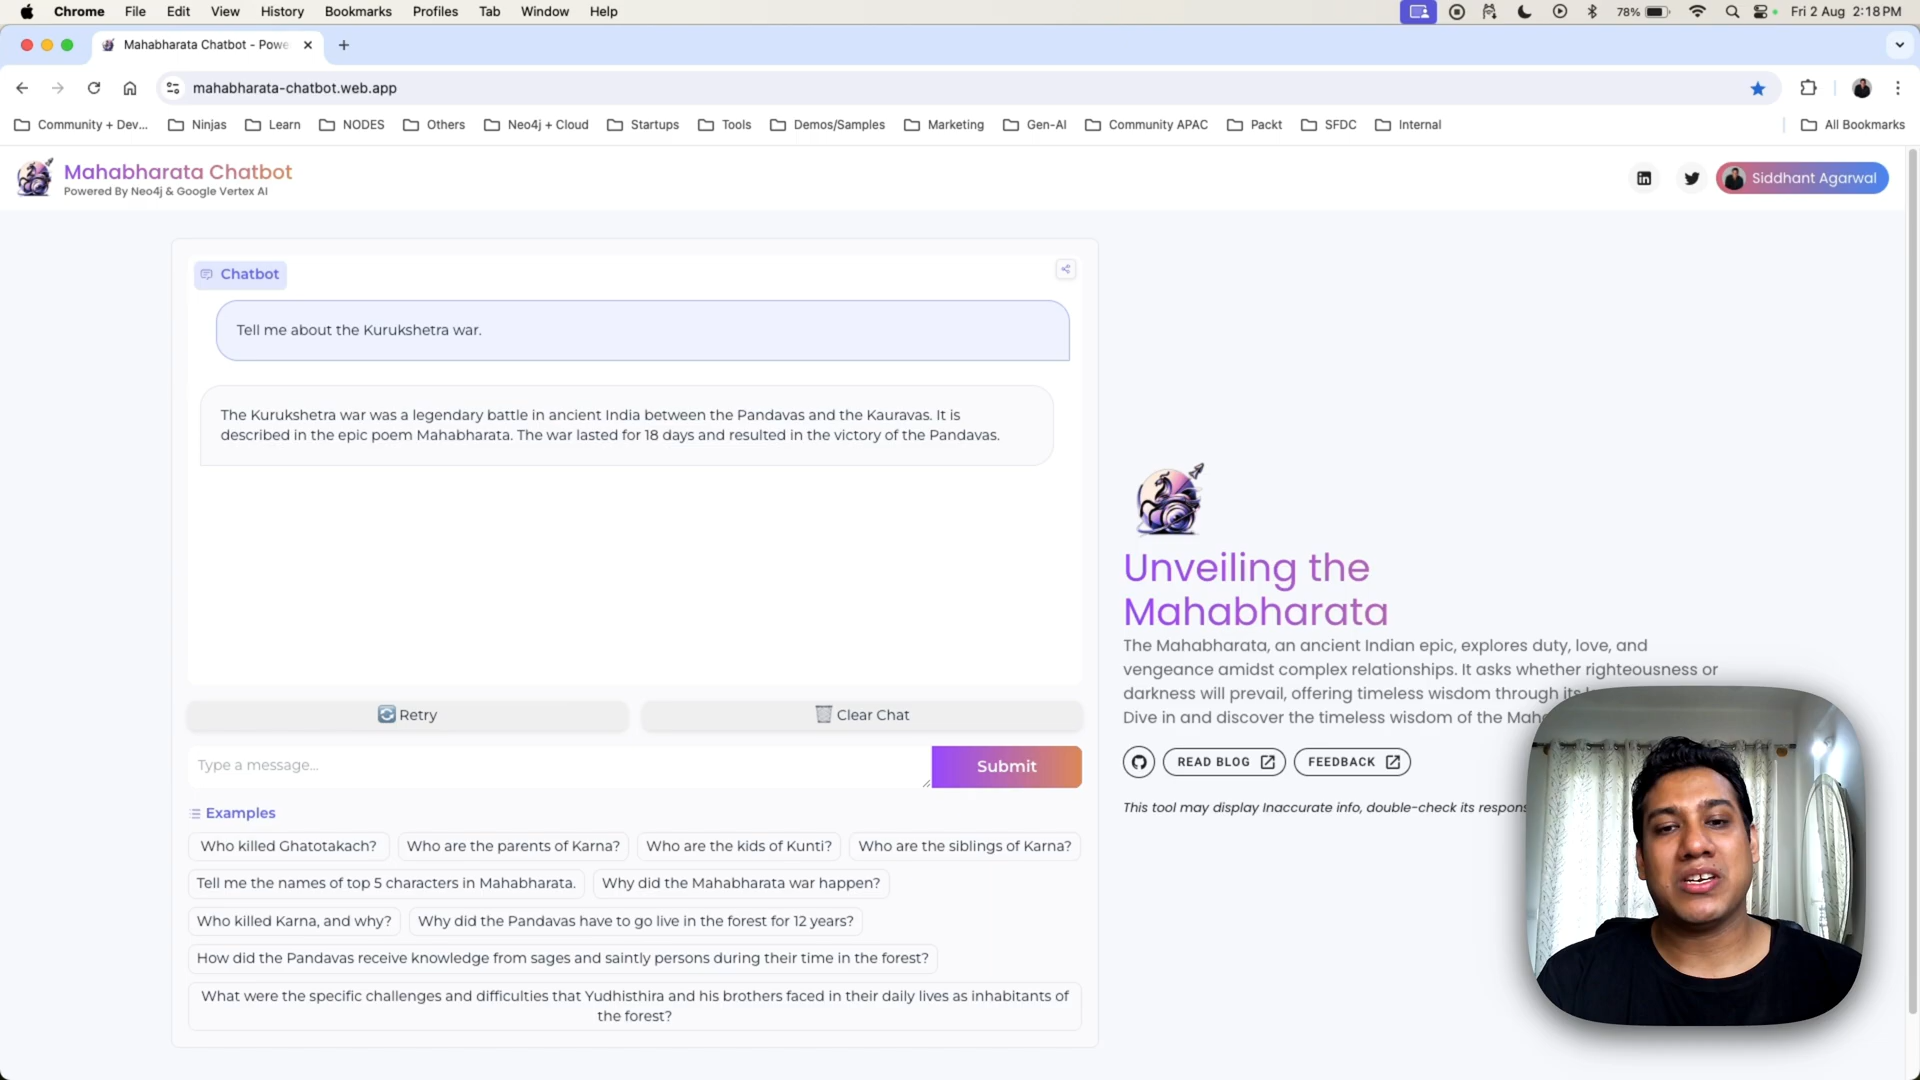 Chrome File Edit View History Bookmarks Profiles Tab Window Help 78% Fri 2 Aug 2:18 PM
Mahabharata Chatbot - Powe
mahabharata-chatbot.web.app
Community + Dev... Ninjas Learn NODES Others Neo4j + Cloud Startups Tools Demos/Samples Marketing Gen-AI Community APAC Packt SFDC Internal All Bookmarks
Mahabharata Chatbot
Powered By Neo4j & Google Vertex AI
Siddhant Agarwal
Chatbot
Tell me about the Kurukshetra war.
The Kurukshetra war was a legendary battle in ancient India between the Pandavas and the Kauravas. It is
described in the epic poem Mahabharata. The war lasted for 18 days and resulted in the victory of the Pandavas.
Retry Clear Chat
Type a message...
Submit
Examples
Who killed Ghatotakach? Who are the parents of Karna? Who are the kids of Kunti? Who are the siblings of Karna?
Tell me the names of top 5 characters in Mahabharata. Why did the Mahabharata war happen?
Who killed Karna, and why? Why did the Pandavas have to go live in the forest for 12 years?
How did the Pandavas receive knowledge from sages and saintly persons during their time in the forest?
What were the specific challenges and difficulties that Yudhisthira and his brothers faced in their daily lives as inhabitants of
the forest?
Unveiling the
Mahabharata
The Mahabharata, an ancient Indian epic, explores duty, love, and
vengeance amidst complex relationships. It asks whether righteousness or
darkness will prevail, offering timeless wisdom through its
Dive in and discover the timeless wisdom of the
READ BLOG FEEDBACK
This tool may display Inaccurate info, double-check its